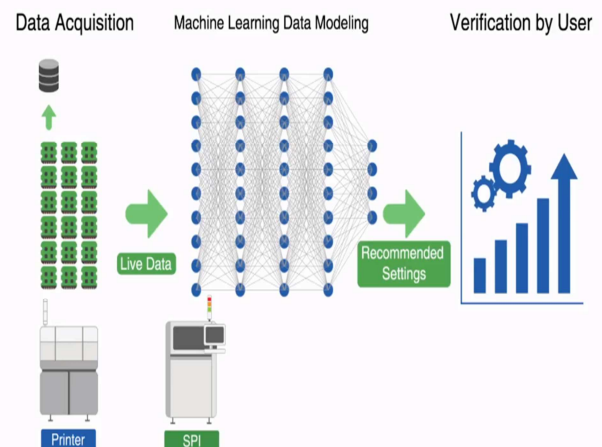 Data Acquisition
Machine Learning Data Modeling
Verification by User
Live Data
Recommended
Settings
Printer
SPI